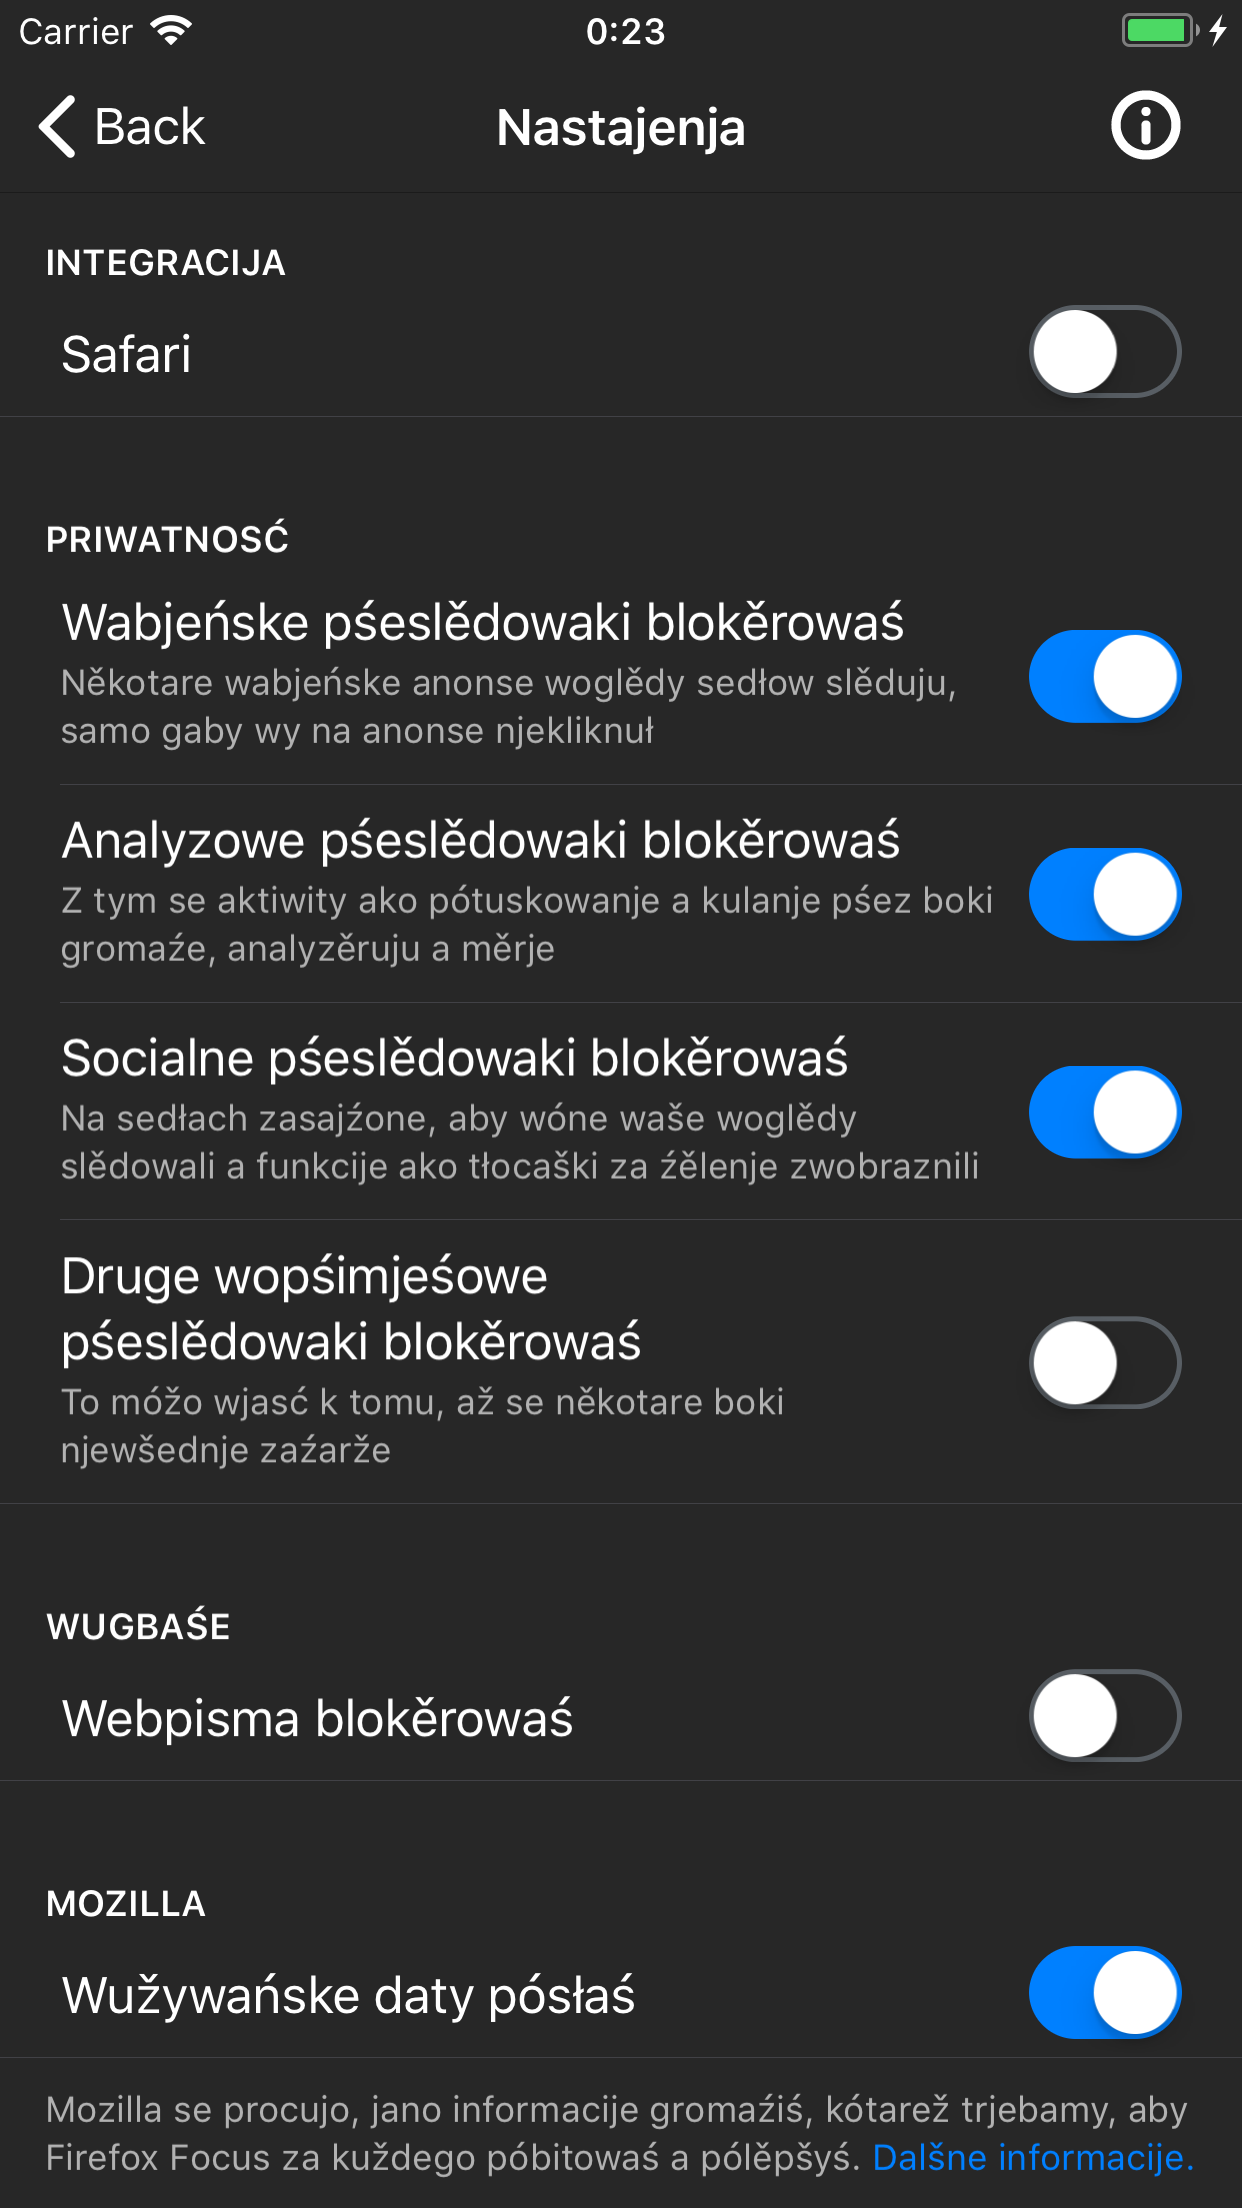 Carrier 0:23
Back Nastajenja
INTEGRACIJA
Safari
PRIWATNOSĆ
Wabjeńske pśeslědowaki blokěrowaś
Někotare wabjeńske anonse woglědy sedłow slěduju,
samo gaby wy na anonse njekliknuł
Analyzowe pśeslědowaki blokěrowaś
Z tym se aktiwity ako pótuskowanje a kulanje pśez boki
gromaźe, analyzěruju a měrje
Socialne pśeslědowaki blokěrowaś
Na sedłach zasajźone, aby wóne waše woglědy
slědowali a funkcije ako tłocaški za źělenje zwobraznili
Druge wopśimjeśowe
pśeslědowaki blokěrowaś
To móžo wjasć k tomu, až se někotare boki
njewšednje zaźarže
WUGBAŚE
Webpisma blokěrowaś
MOZILLA
Wužywańske daty pósłaś
Mozilla se procujo, jano informacije gromaźiś, kótarež trjebamy, aby
Firefox Focus za kuždego póbitowaś a pólěpšyś. Dalšne informacije.